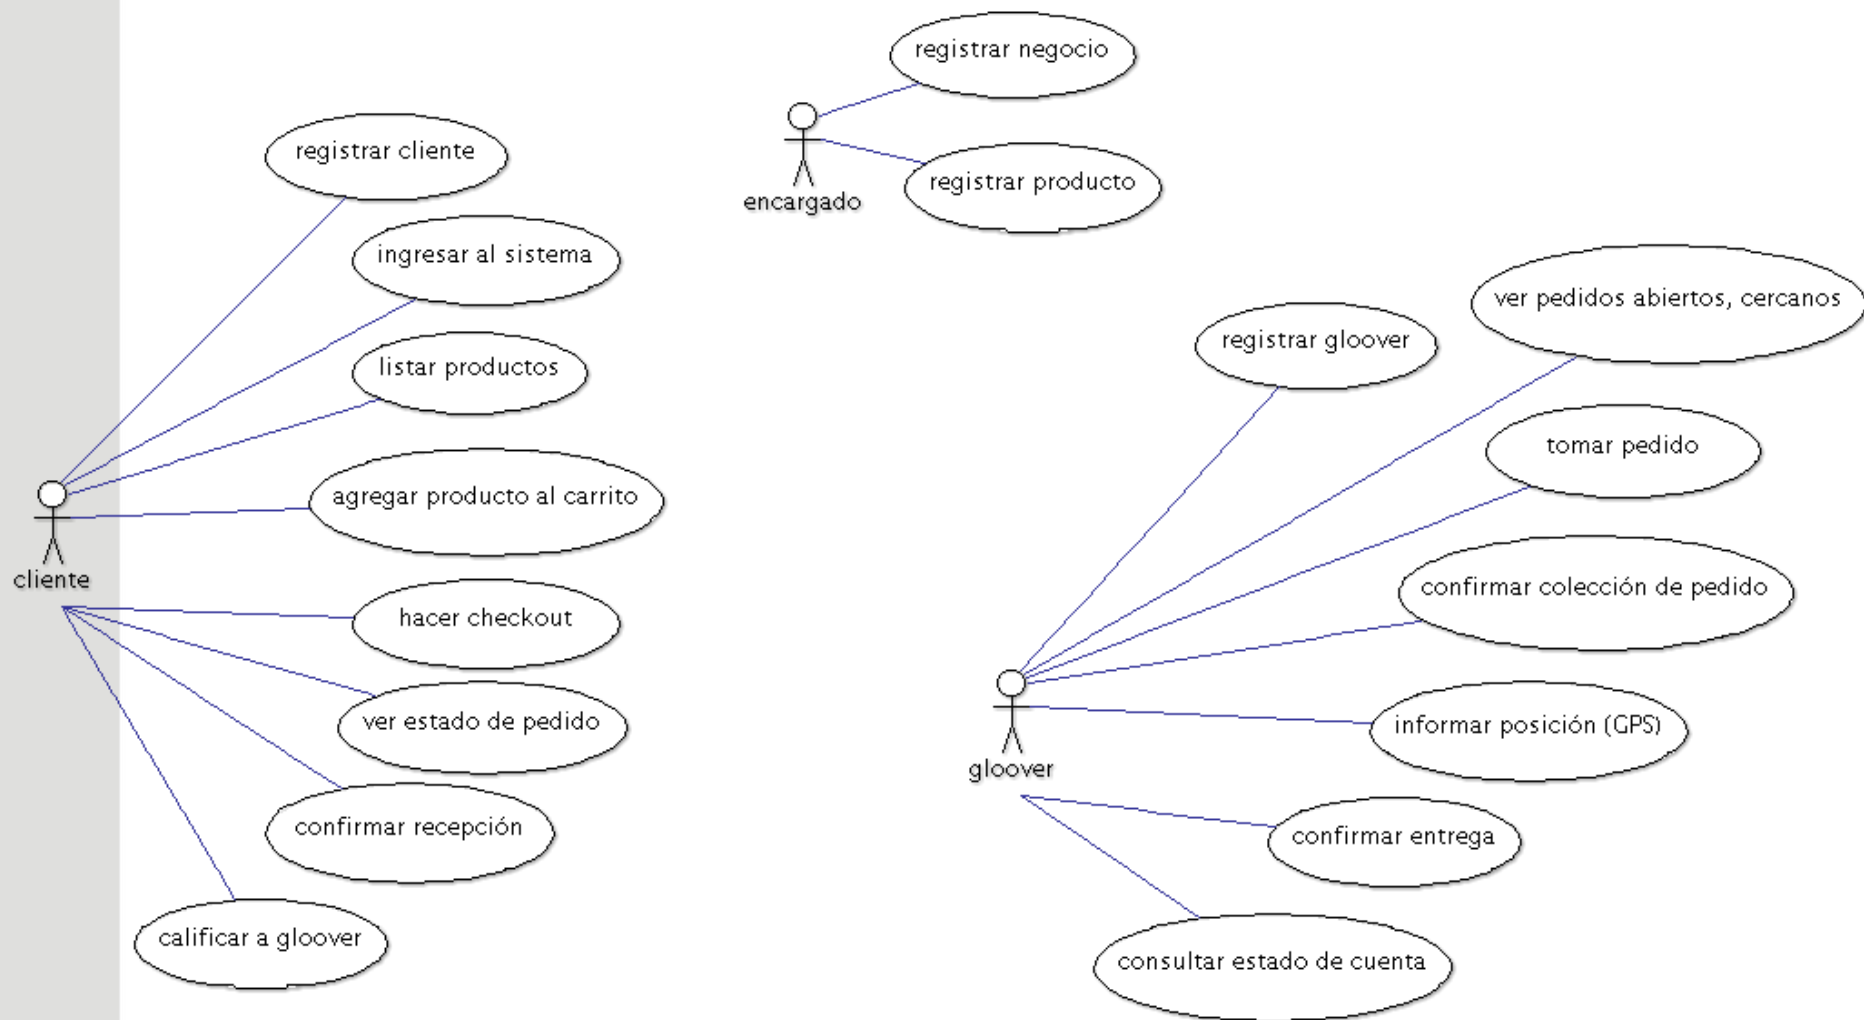 registrar negocio
registrar producto
encargado
registrar cliente
ingresar al sistema
listar productos
agregar producto al carrito
cliente
hacer checkout
ver estado de pedido
confirmar recepción
calificar a gloover
ver pedidos abiertos, cercanos
registrar gloover
tomar pedido
confirmar colección de pedido
informar posición (GPS)
gloover
confirmar entrega
consultar estado de cuenta